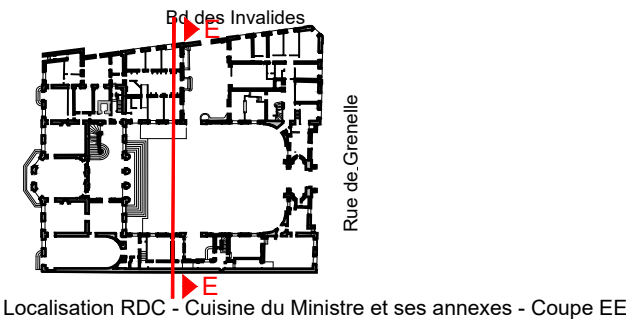 Bd des Invalides
E
Rue de Grenelle
E
Localisation RDC - Cuisine du Ministre et ses annexes - Coupe EE